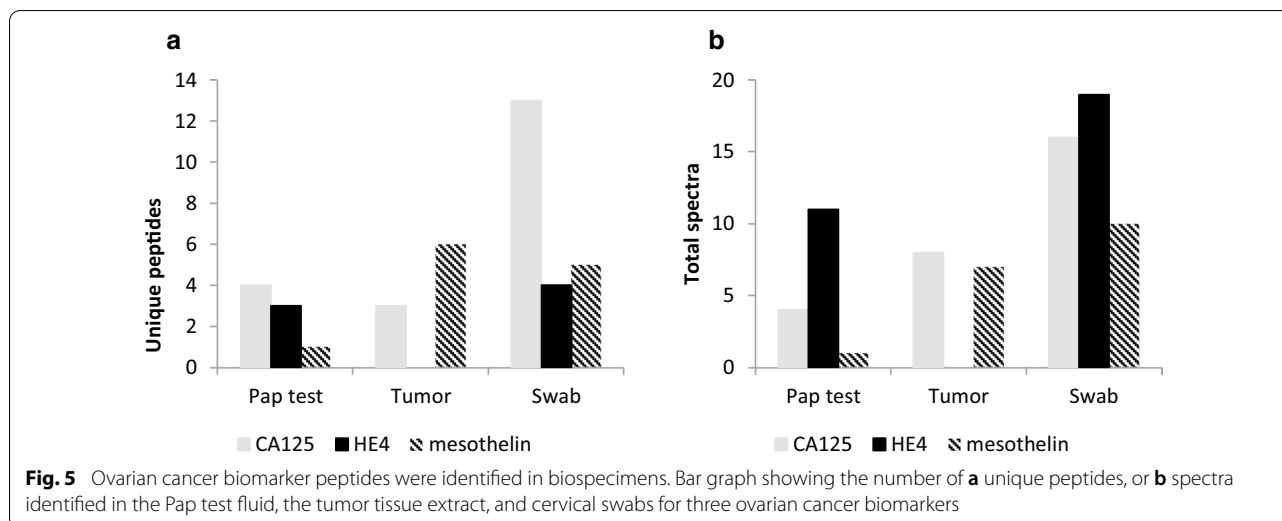 a
14
12
10
8
6
4
2
0
Unique peptides
Pap test Tumor Swab
CA125 HE4 mesothelin
b
20
15
10
5
0
Total spectra
Pap test Tumor Swab
CA125 HE4 mesothelin
Fig. 5 Ovarian cancer biomarker peptides were identified in biospecimens. Bar graph showing the number of a unique peptides, or b spectra
identified in the Pap test fluid, the tumor tissue extract, and cervical swabs for three ovarian cancer biomarkers